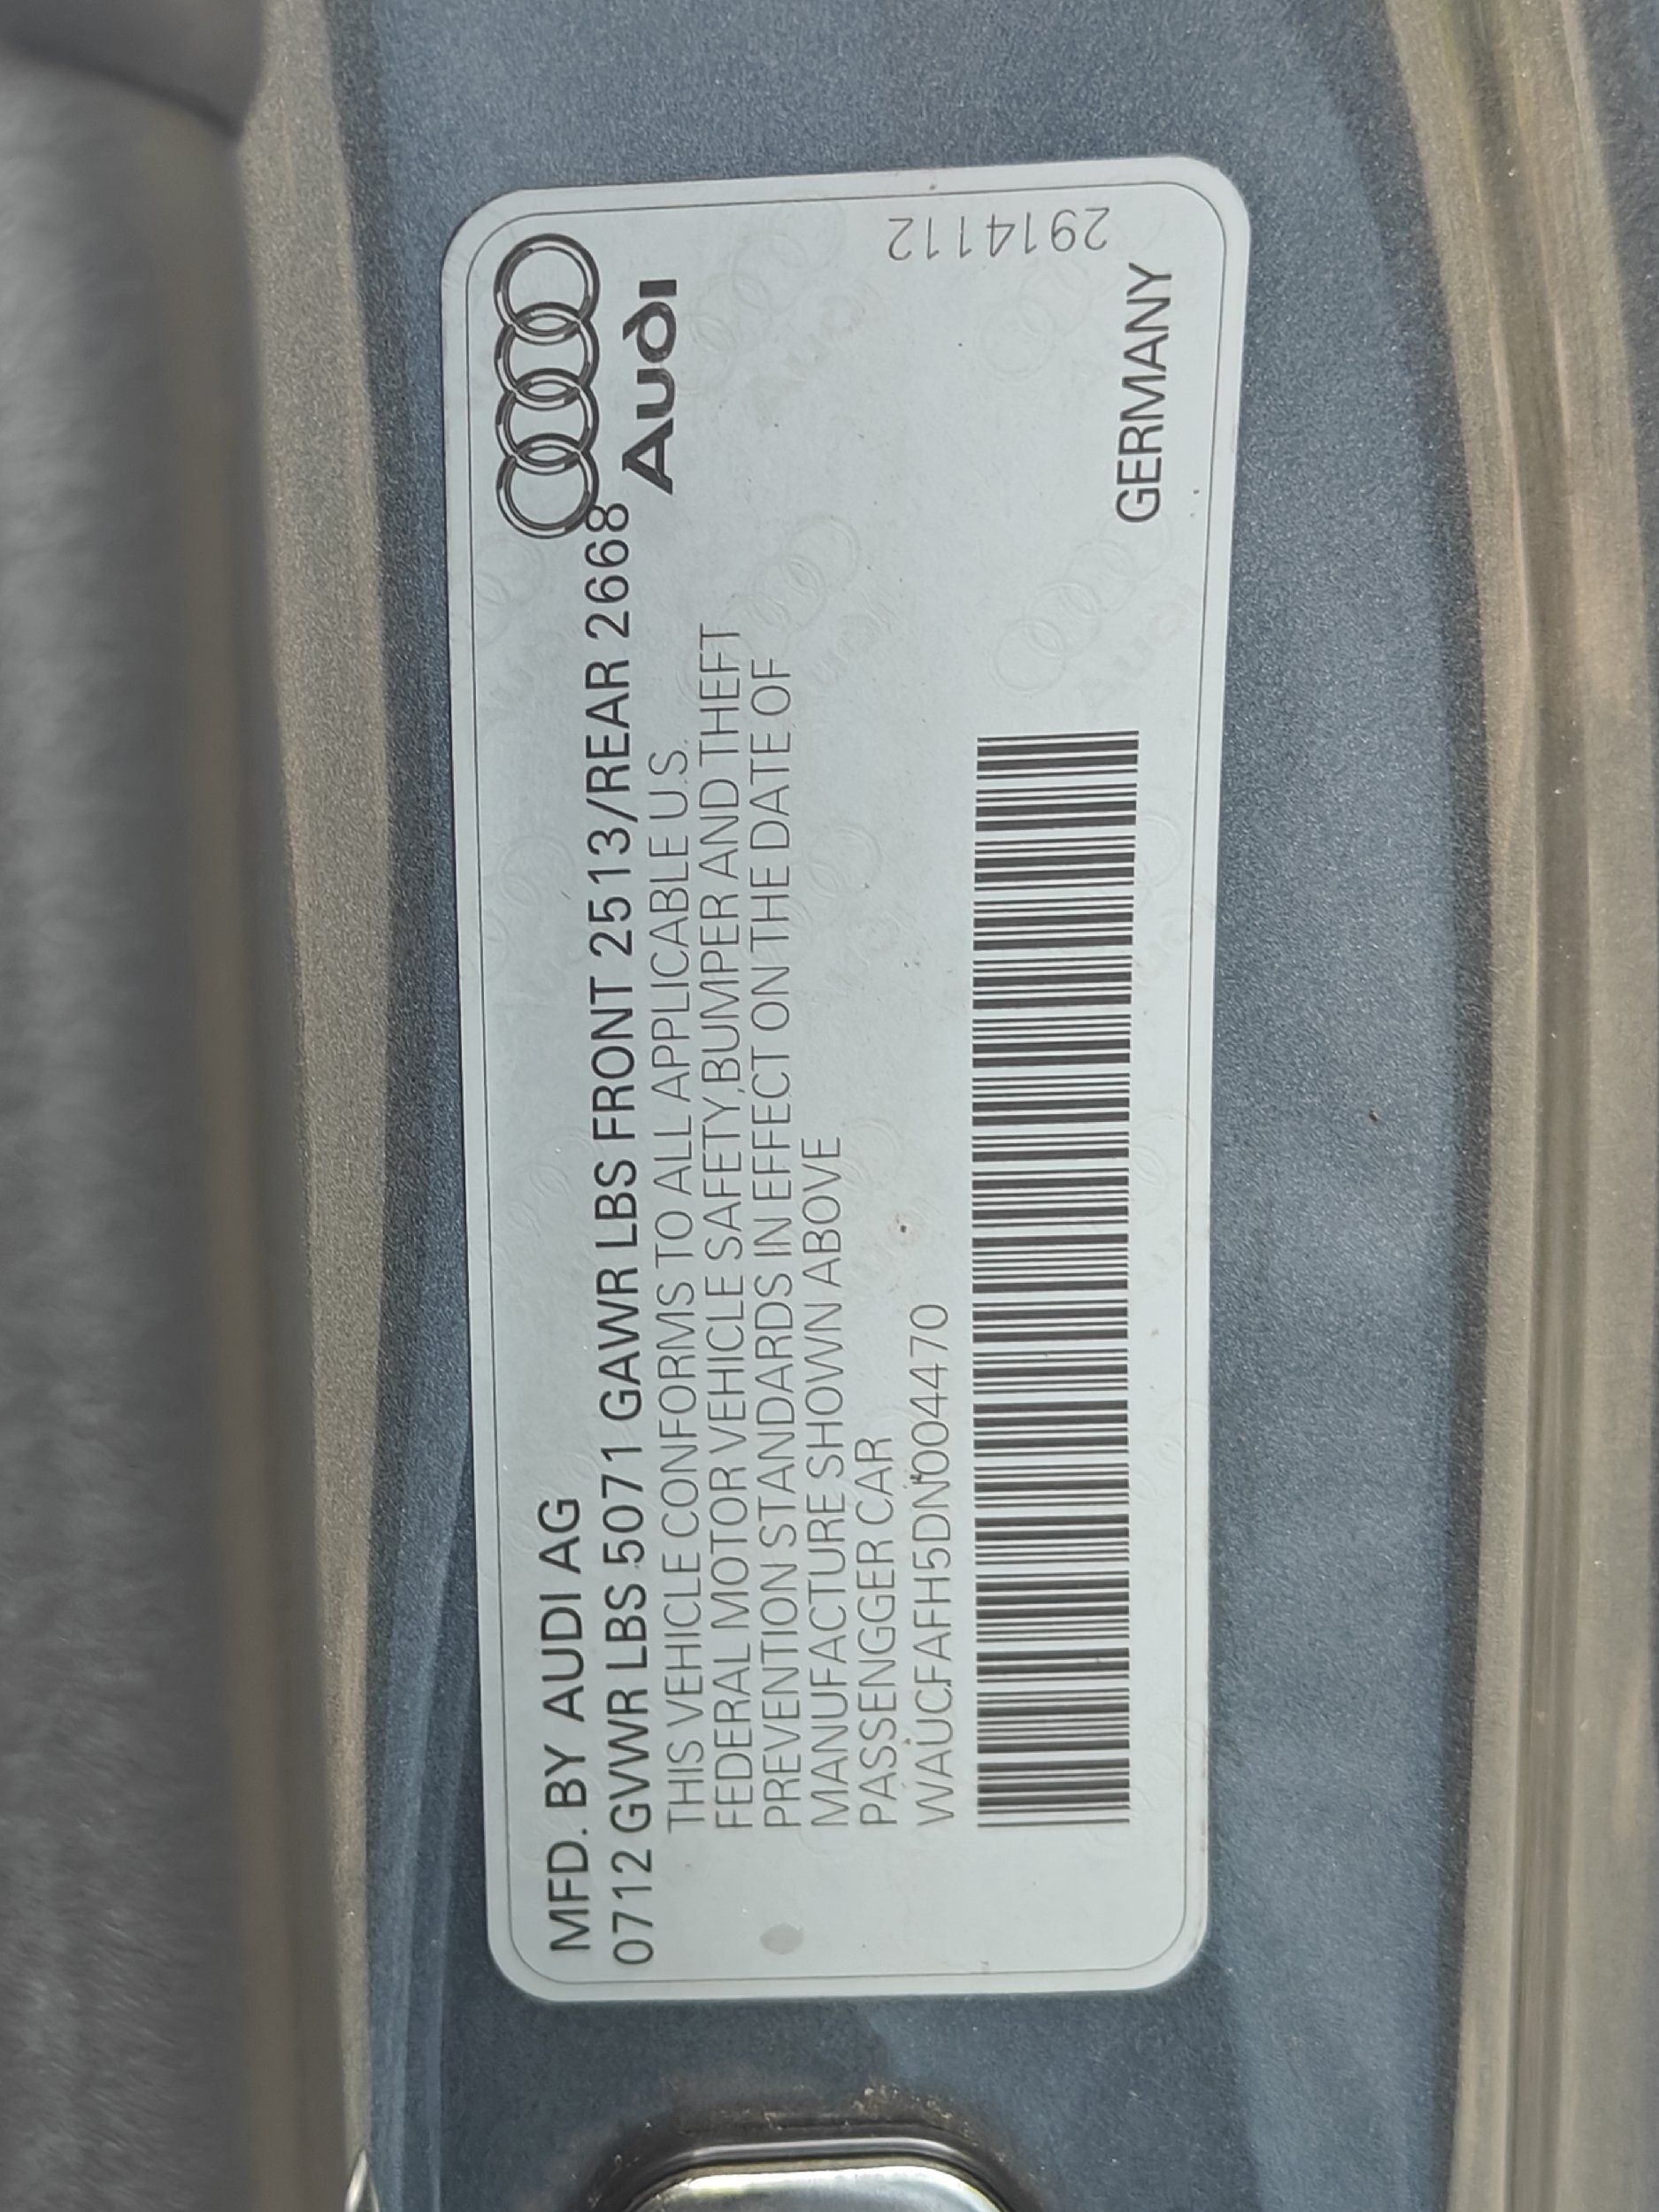 MFD. BY AUDI AG
0712 GVWR LBS 5071 GAWR LBS FRONT 2513/REAR 2668
Audi
THIS VEHICLE CONFORMS TO ALL APPLICABLE U.S.
FEDERAL MOTOR VEHICLE SAFETY,BUMPER AND THEFT
PREVENTION STANDARDS IN EFFECT ON THE DATE OF
MANUFACTURE SHOWN ABOVE
PASSENGER CAR
WAUCFAFH5DN004470
GERMANY
2914112